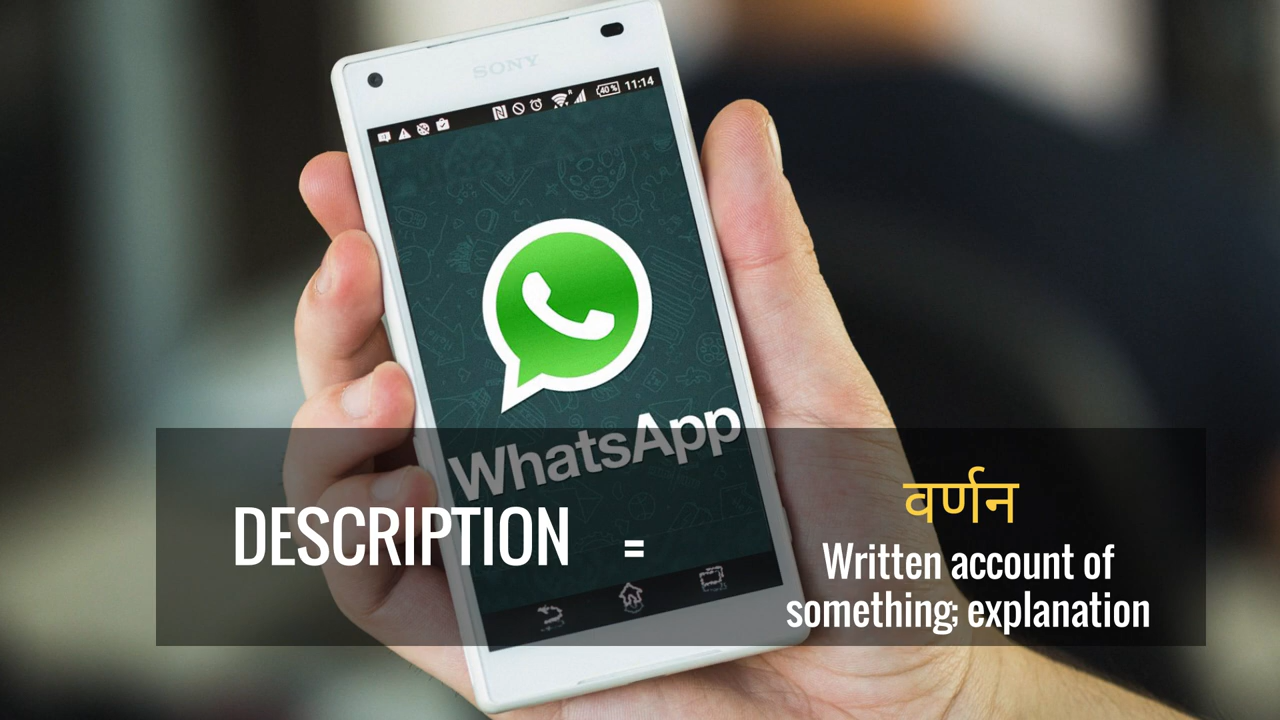 SONY
40%
11:14
WhatsApp
DESCRIPTION
=
वर्णन
Written account of
something; explanation